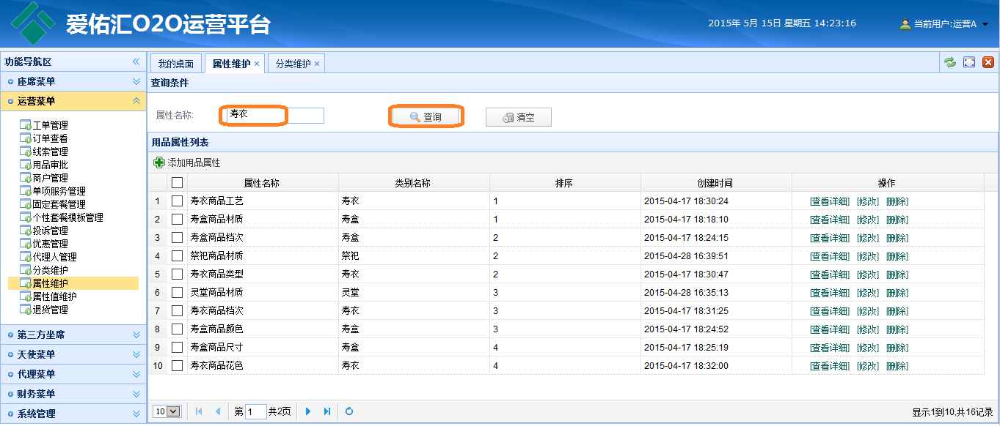 爱佑汇O2O运营平台
2015年 5月 15日 星期五 14:23:16
当前用户:运营A
功能导航区
座席菜单
运营菜单
工单管理
订单查看
线索管理
用品审批
商户管理
单项服务管理
固定套餐管理
个性套餐模板管理
投诉管理
优惠管理
代理人管理
分类维护
属性维护
属性值维护
退货管理
第三方坐席
天使菜单
代理菜单
财务菜单
系统管理
我的桌面 属性维护 × 分类维护 ×
查询条件
属性名称: 寿衣 查询 清空
用品属性列表
添加用品属性
属性名称 类别名称 排序 创建时间 操作
1 寿衣商品工艺 寿衣 1 2015-04-17 18:30:24 [查看详细] [修改] [删除]
2 寿盒商品材质 寿盒 1 2015-04-17 18:18:10 [查看详细] [修改] [删除]
3 寿盒商品档次 寿盒 2 2015-04-17 18:24:15 [查看详细] [修改] [删除]
4 祭祀商品材质 祭祀 2 2015-04-28 16:39:51 [查看详细] [修改] [删除]
5 寿衣商品类型 寿衣 2 2015-04-17 18:30:47 [查看详细] [修改] [删除]
6 灵堂商品材质 灵堂 3 2015-04-28 16:35:13 [查看详细] [修改] [删除]
7 寿衣商品档次 寿衣 3 2015-04-17 18:31:25 [查看详细] [修改] [删除]
8 寿盒商品颜色 寿盒 3 2015-04-17 18:24:52 [查看详细] [修改] [删除]
9 寿盒商品尺寸 寿盒 4 2015-04-17 18:25:19 [查看详细] [修改] [删除]
10 寿衣商品花色 寿衣 4 2015-04-17 18:32:00 [查看详细] [修改] [删除]
10 第 1 共2页 显示1到10,共16记录